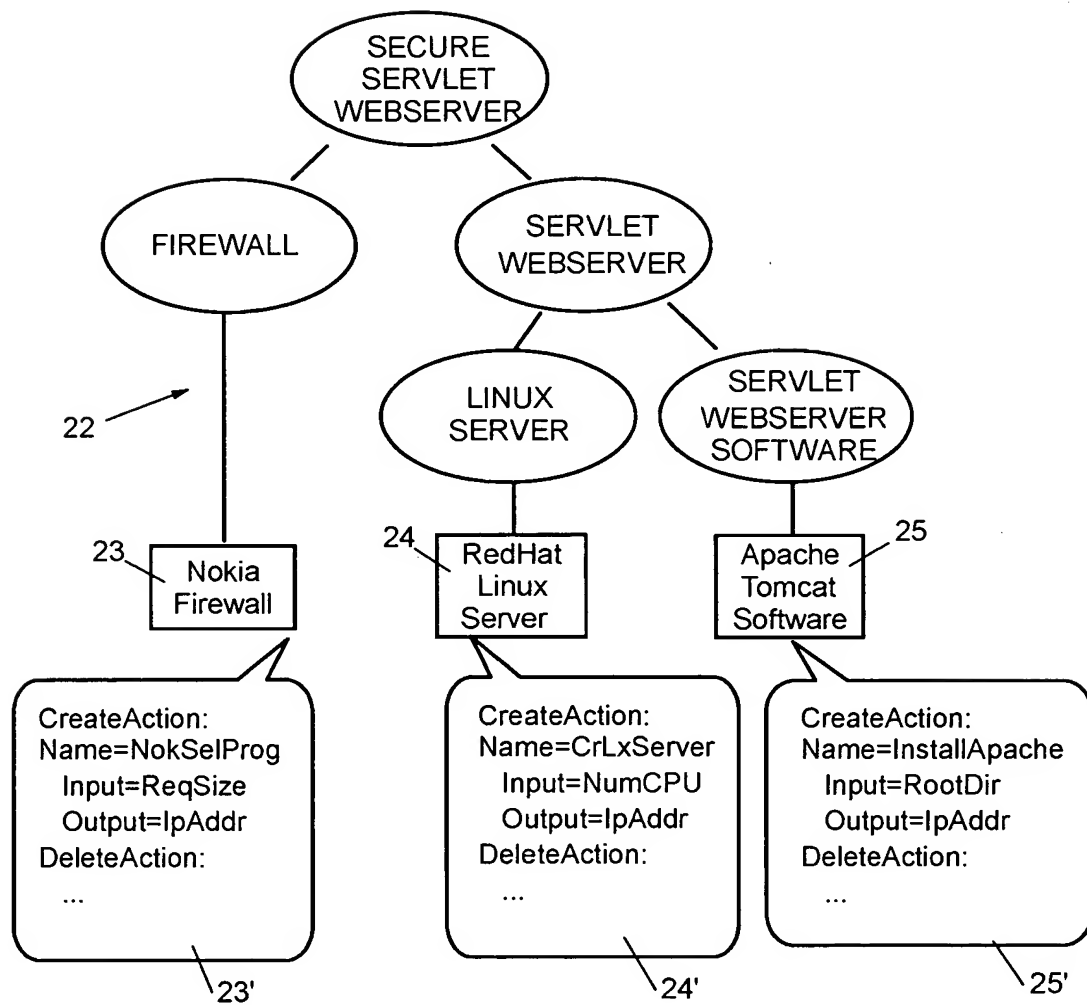 SECURE
SERVLET
WEBSERVER
FIREWALL
SERVLET
WEBSERVER
LINUX
SERVER
SERVLET
WEBSERVER
SOFTWARE
22
23
Nokia
Firewall
24
RedHat
Linux
Server
25
Apache
Tomcat
Software
CreateAction:
Name=NokSelProg
Input=ReqSize
Output=IpAddr
DeleteAction:
...
23'
CreateAction:
Name=CrLxServer
Input=NumCPU
Output=IpAddr
DeleteAction:
...
24'
CreateAction:
Name=InstallApache
Input=RootDir
Output=IpAddr
DeleteAction:
...
25'